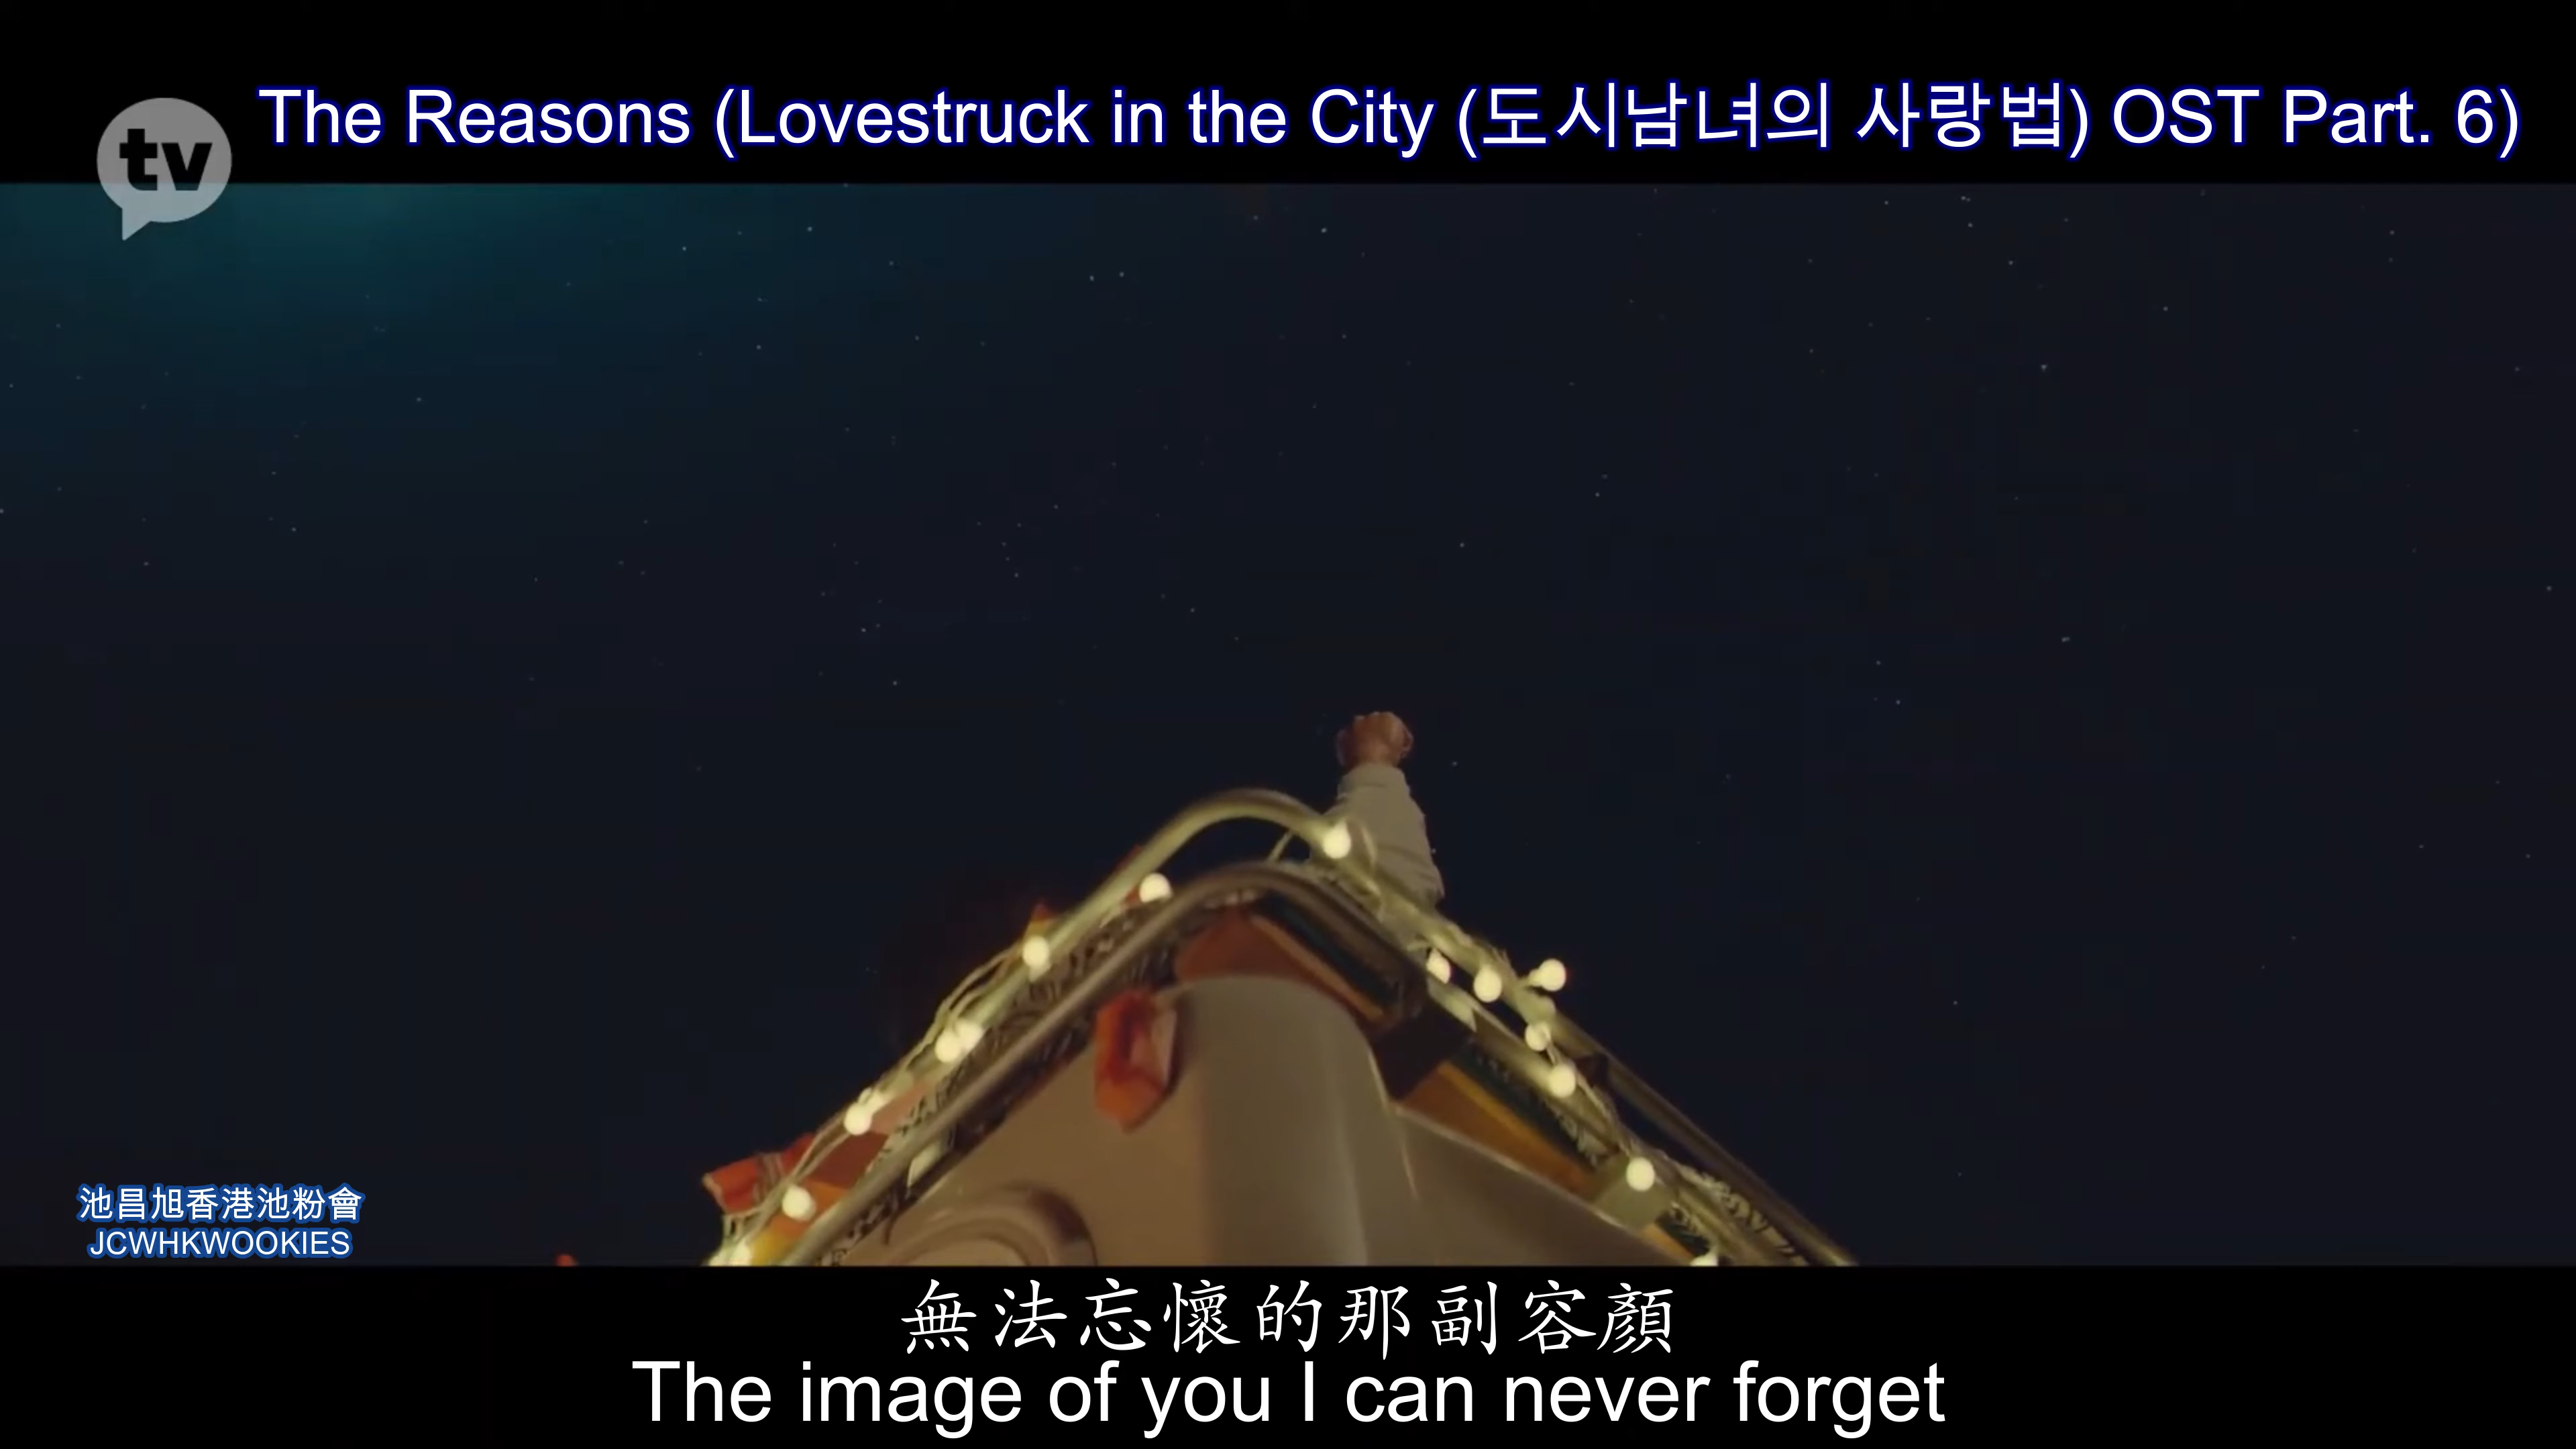 The Reasons (Lovestruck in the City (도시남녀의 사랑법) OST Part. 6)
tv
池昌旭香港池粉會
JCWHKWOOKIES
無法忘懷的那副容顏
The image of you I can never forget